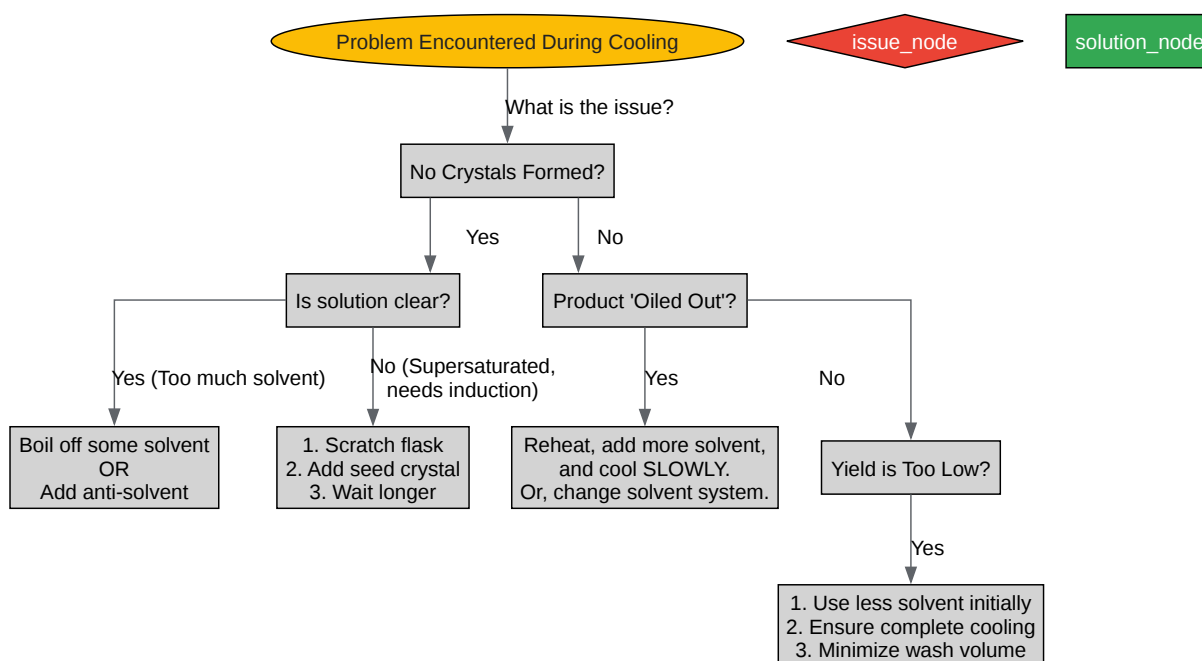 Problem Encountered During Cooling
issue_node
solution_node
What is the issue?
No Crystals Formed?
Yes
No
Is solution clear?
Product 'Oiled Out'?
Yes (Too much solvent)
No (Supersaturated,
needs induction)
Yes
No
Boil off some solvent
OR
Add anti-solvent
1. Scratch flask
2. Add seed crystal
3. Wait longer
Reheat, add more solvent,
and cool SLOWLY.
Or, change solvent system.
Yield is Too Low?
Yes
1. Use less solvent initially
2. Ensure complete cooling
3. Minimize wash volume